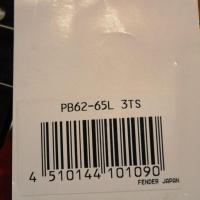 PB62-65L 3TS
4 510144 101090
FENDER JAPAN